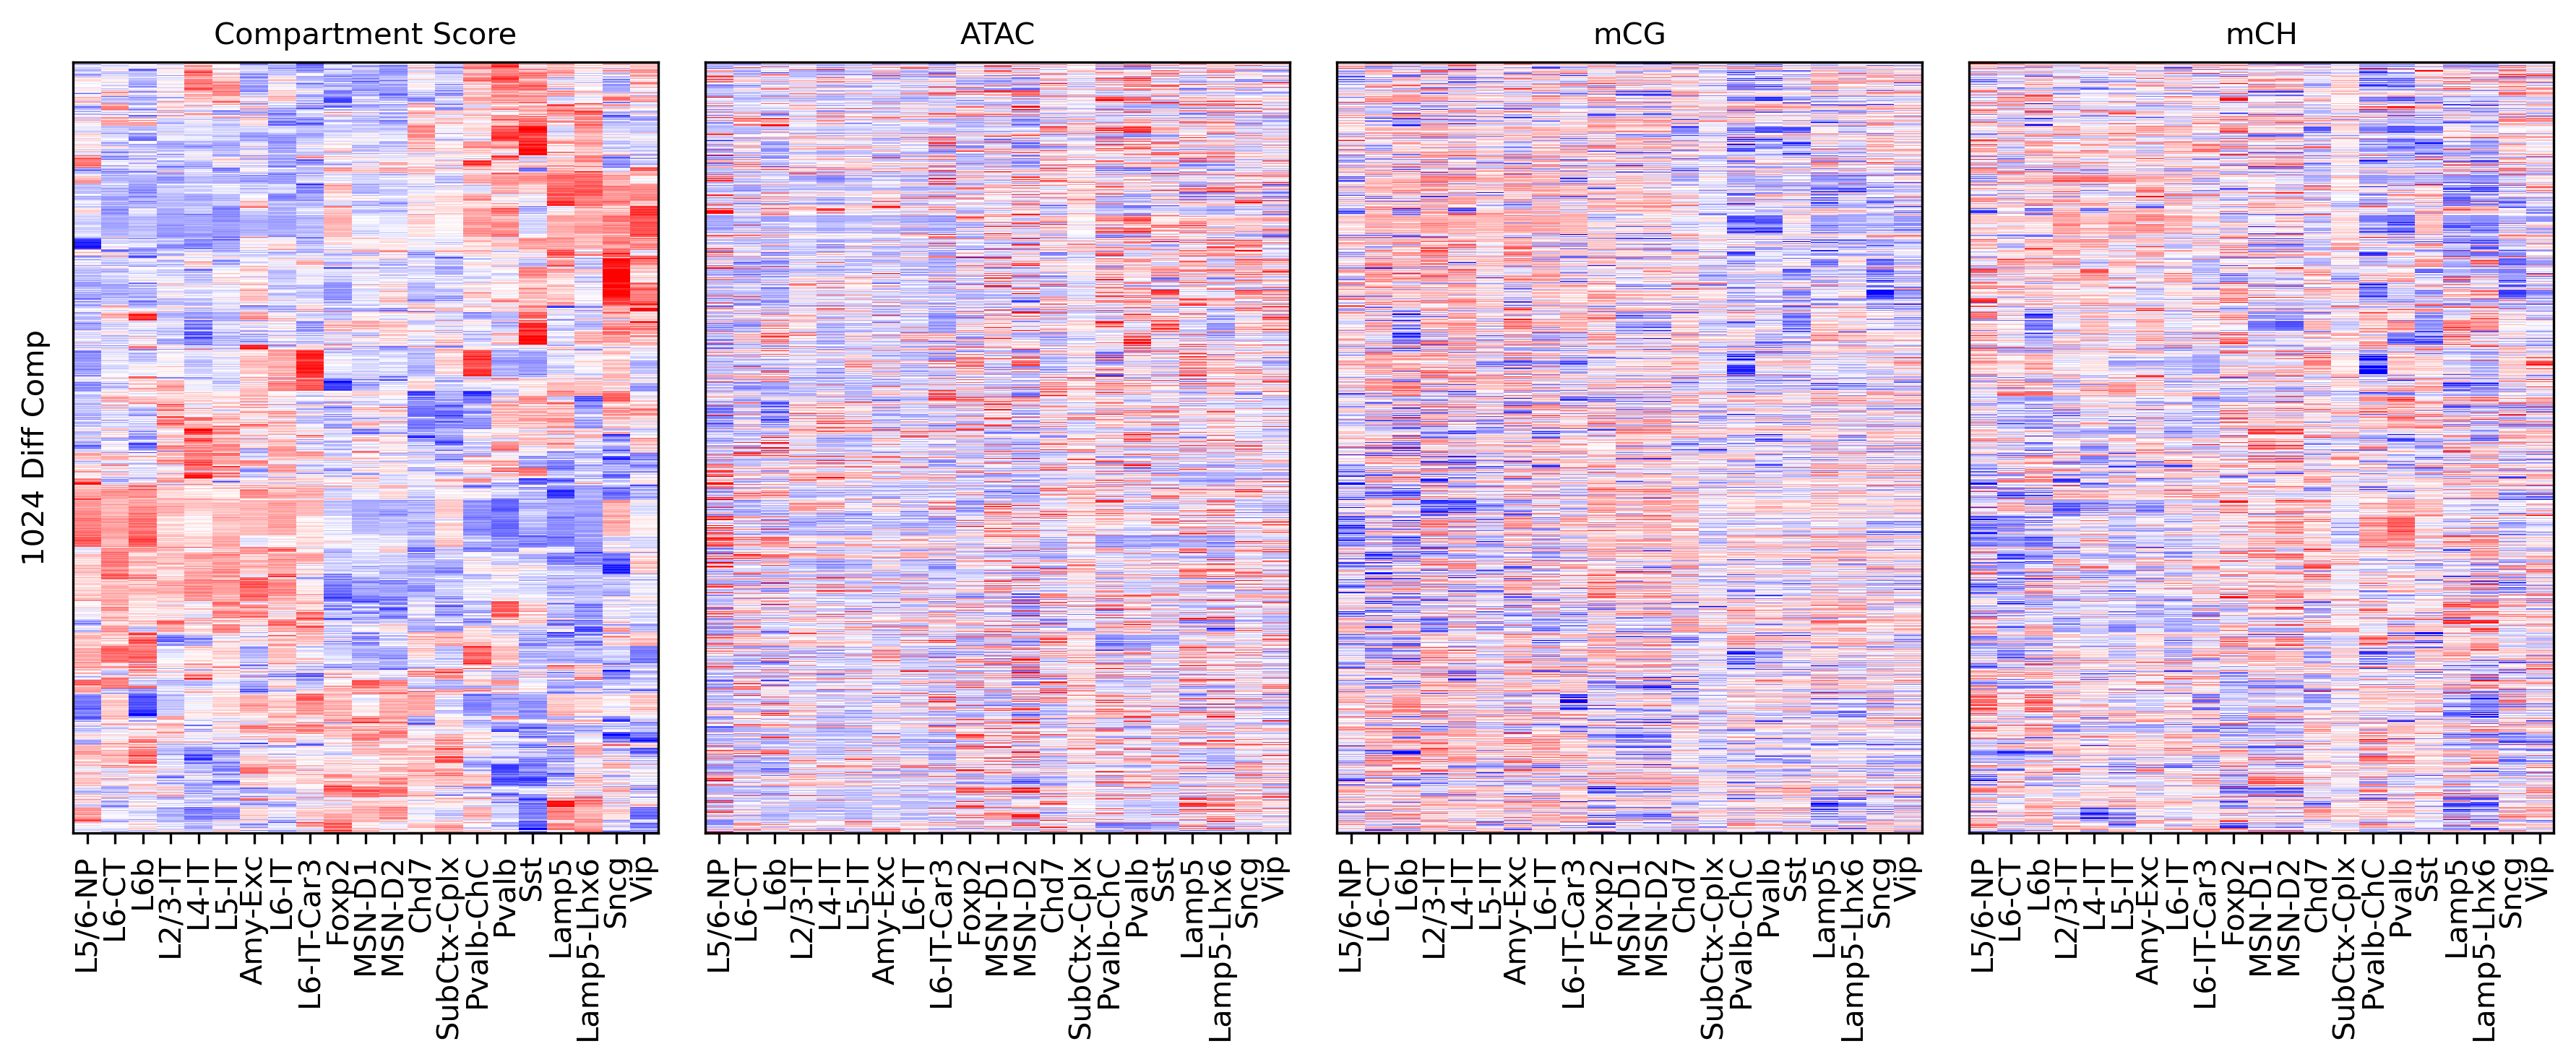 Compartment Score
ATAC
mCG
mCH
1024 Diff Comp
L5/6-NP
L6-CT
L6b
L2/3-IT
L4-IT
L5-IT
Amy-Exc
L6-IT
L6-IT-Car3
Foxp2
MSN-D1
MSN-D2
Chd7
SubCtx-Cplx
Pvalb-ChC
Pvalb
Sst
Lamp5
Lamp5-Lhx6
Sncg
Vip
L5/6-NP
L6-CT
L6b
L2/3-IT
L4-IT
L5-IT
Amy-Exc
L6-IT
L6-IT-Car3
Foxp2
MSN-D1
MSN-D2
Chd7
SubCtx-Cplx
Pvalb-ChC
Pvalb
Sst
Lamp5
Lamp5-Lhx6
Sncg
Vip
L5/6-NP
L6-CT
L6b
L2/3-IT
L4-IT
L5-IT
Amy-Exc
L6-IT
L6-IT-Car3
Foxp2
MSN-D1
MSN-D2
Chd7
SubCtx-Cplx
Pvalb-ChC
Pvalb
Sst
Lamp5
Lamp5-Lhx6
Sncg
Vip
L5/6-NP
L6-CT
L6b
L2/3-IT
L4-IT
L5-IT
Amy-Exc
L6-IT
L6-IT-Car3
Foxp2
MSN-D1
MSN-D2
Chd7
SubCtx-Cplx
Pvalb-ChC
Pvalb
Sst
Lamp5
Lamp5-Lhx6
Sncg
Vip